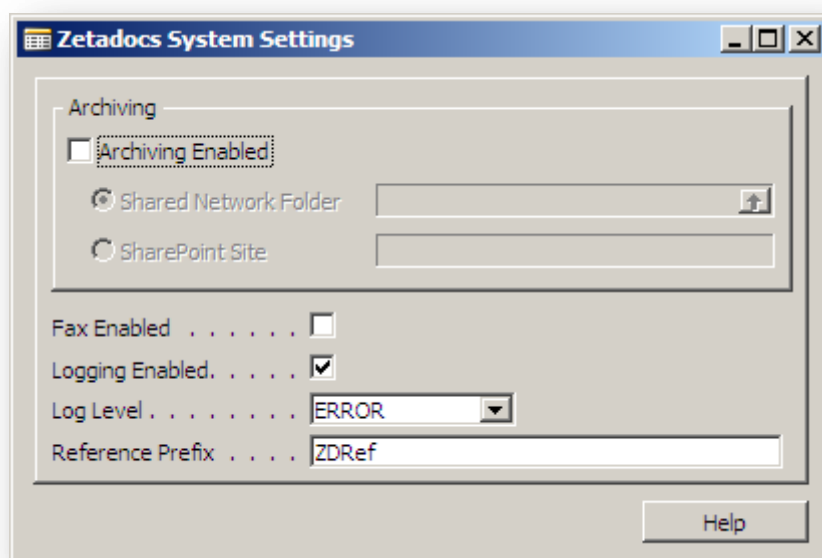 Zetadocs System Settings
Archiving
Archiving Enabled
Shared Network Folder
SharePoint Site
Fax Enabled . . . . . .
Logging Enabled. . . . .
Log Level . . . . . . . . ERROR
Reference Prefix . . . . ZDRef
Help